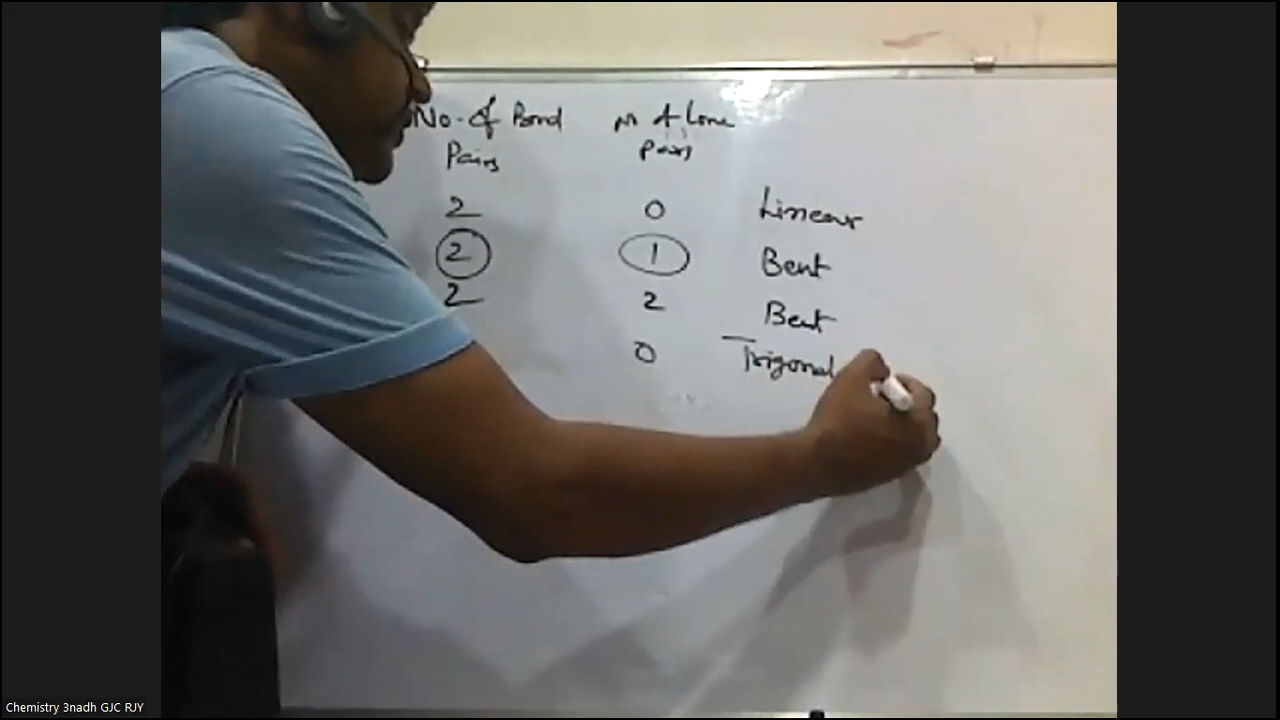 No. of Bond No of Lone
Pairs Pairs
2 0 Linear
2 1 Bent
2 2 Bent
0 Trigonal
Chemistry 3nadh GJC RJY